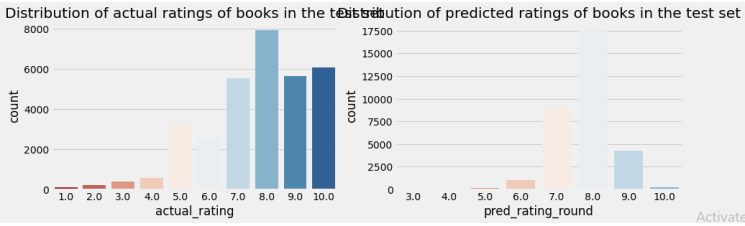 Distribution of actual ratings of books in the test set
Distribution of predicted ratings of books in the test set
8000
6000
4000
2000
0
count
1.0 2.0 3.0 4.0 5.0 6.0 7.0 8.0 9.0 10.0
actual_rating
17500
15000
12500
10000
7500
5000
2500
0
count
3.0 4.0 5.0 6.0 7.0 8.0 9.0 10.0
pred_rating_round
Activate